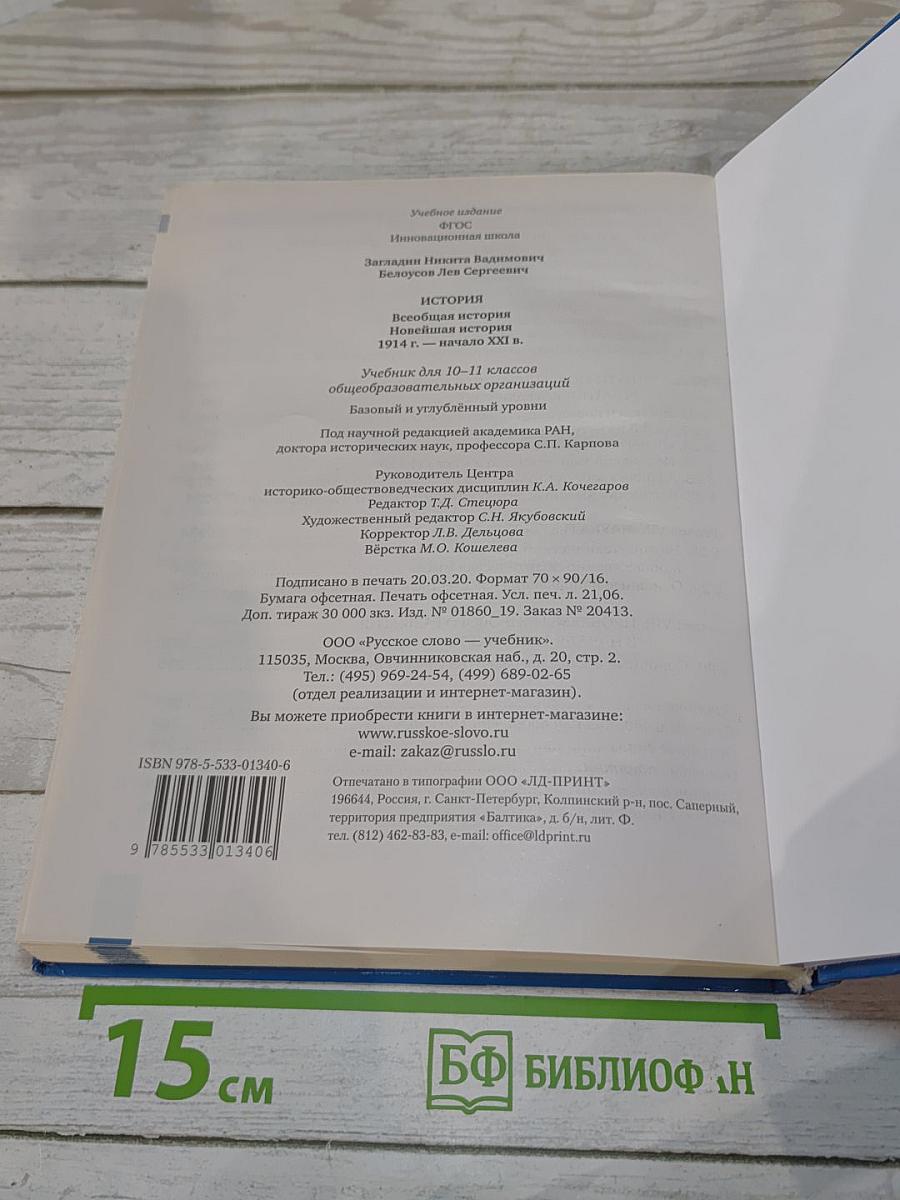 Учебное издание
ФГОС
Инновационная школа
Загладин Никита Вадимович
Белоусов Лев Сергеевич
ИСТОРИЯ
Всеобщая история
Новейшая история
1914 г. — начало XXI в.
Учебник для 10–11 классов
общеобразовательных организаций
Базовый и углублённый уровни
Под научной редакцией академика РАН,
доктора исторических наук, профессора С.П. Карпова
Руководитель Центра
историко-обществоведческих дисциплин К.А. Кочегаров
Редактор Т.Д. Стецюра
Художественный редактор С.Н. Якубовский
Корректор Л.В. Дельцова
Вёрстка М.О. Кошелева
Подписано в печать 20.03.20. Формат 70 × 90/16.
Бумага офсетная. Печать офсетная. Усл. печ. л. 21,06.
Доп. тираж 30 000 зкз. Изд. № 01860_19. Заказ № 20413.
ООО «Русское слово — учебник».
115035, Москва, Овчинниковская наб., д. 20, стр. 2.
Тел.: (495) 969-24-54, (499) 689-02-65
(отдел реализации и интернет-магазин).
Вы можете приобрести книги в интернет-магазине:
www.russkoe-slovo.ru
e-mail: zakaz@russlo.ru
ISBN 978-5-533-01340-6
9 785533 013406
Отпечатано в типографии ООО «ЛД-ПРИНТ»
196644, Россия, г. Санкт-Петербург, Колпинский р-н, пос. Саперный,
территория предприятия «Балтика», д. б/н, лит. Ф.
тел. (812) 462-83-83, e-mail: office@ldprint.ru
15 см
БФ БИБЛИОФАН